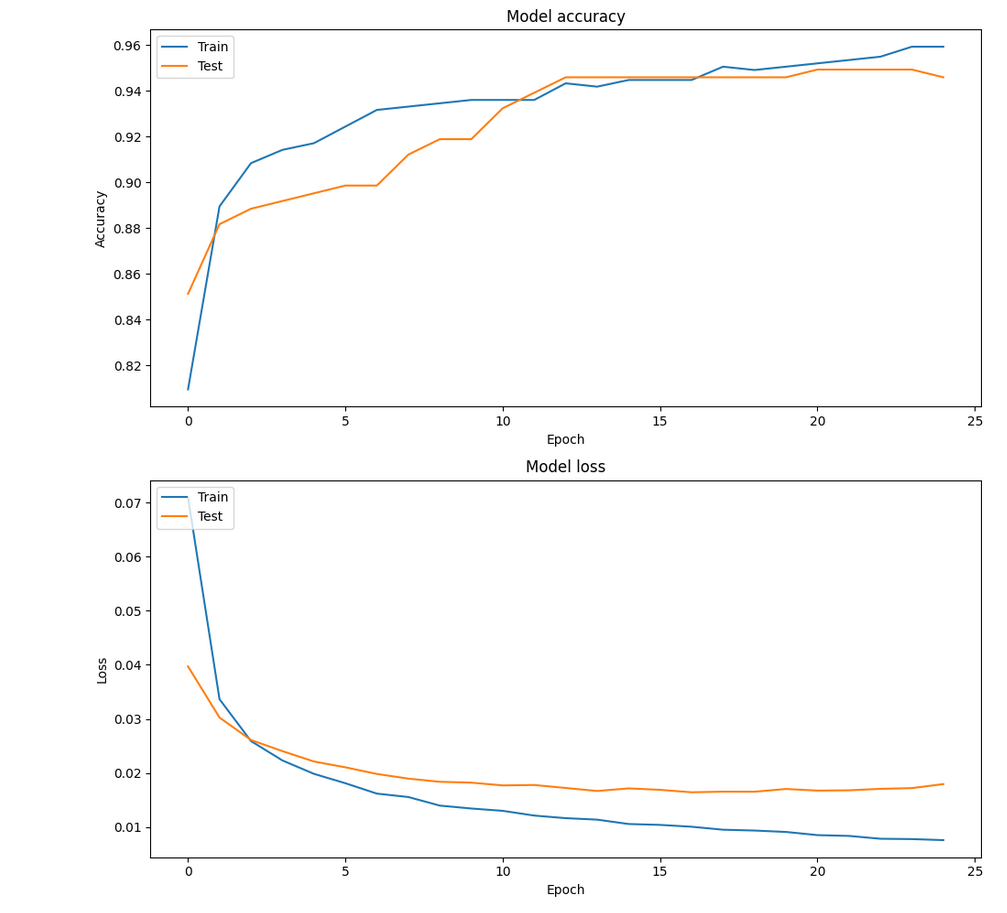 Model accuracy
Train
Test
0.96
0.94
0.92
0.90
0.88
0.86
0.84
0.82
Accuracy
0 5 10 15 20 25
Epoch
Model loss
Train
Test
0.07
0.06
0.05
0.04
0.03
0.02
0.01
Loss
0 5 10 15 20 25
Epoch